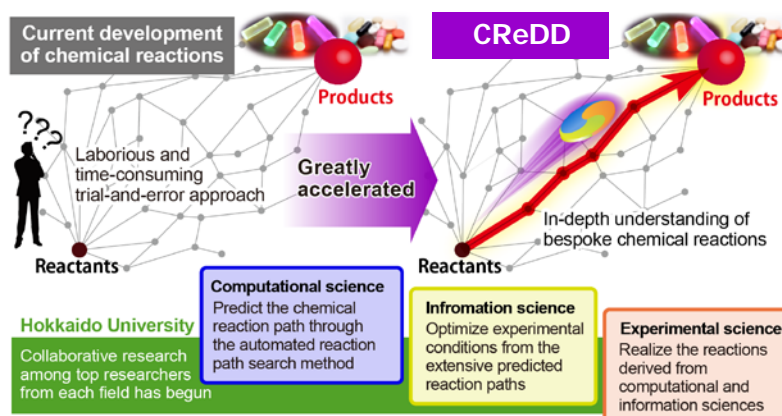 Current development
of chemical reactions
CReDD
Products
Products
???
Laborious and
time-consuming
trial-and-error approach
Greatly
accelerated
In-depth understanding of
bespoke chemical reactions
Reactants
Reactants
Computational science
Predict the chemical
reaction path through
the automated reaction
path search method
Infromation science
Optimize experimental
conditions from the
extensive predicted
reaction paths
Experimental science
Realize the reactions
derived from
computational and
information sciences
Hokkaido University
Collaborative research
among top researchers
from each field has begun